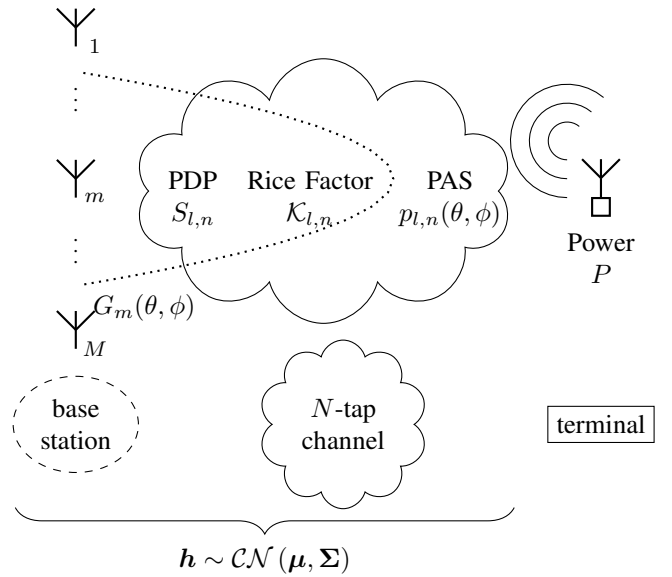 1
m
PDP Rice Factor PAS
S_{l,n} 𝒦_{l,n} p_{l,n}(θ, ϕ)
Power
P
G_m(θ, ϕ)
M
base
station
N-tap
channel
terminal
h ∼ 𝒞𝒩(μ, Σ)